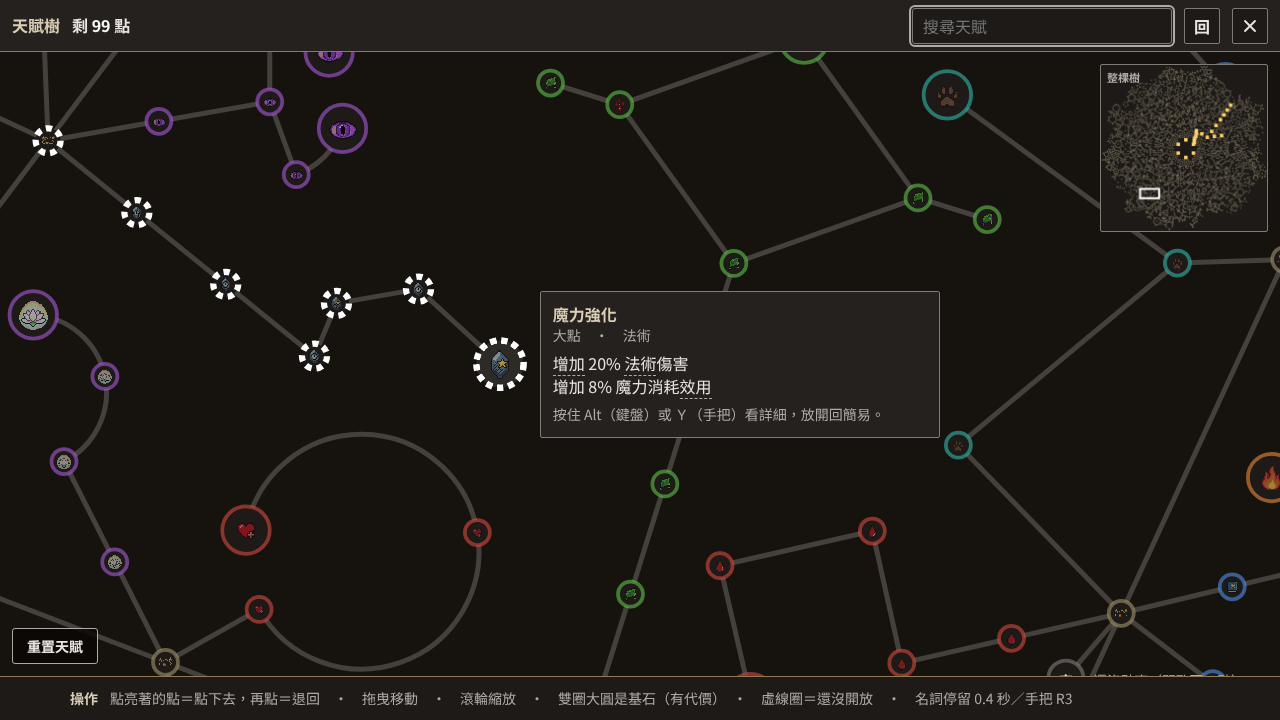 天賦樹 剩 99 點
搜尋天賦
回
整棵樹
魔力強化
大點 • 法術
增加 20% 法術傷害
增加 8% 魔力消耗效用
按住 Alt（鍵盤）或 Y（手把）看詳細，放開回簡易。
重置天賦
操作 點亮著的點＝點下去，再點＝退回 • 拖曳移動 • 滾輪縮放 • 雙圈大圓是基石（有代價） • 虛線圈＝還沒開放 • 名詞停留 0.4 秒／手把 R3